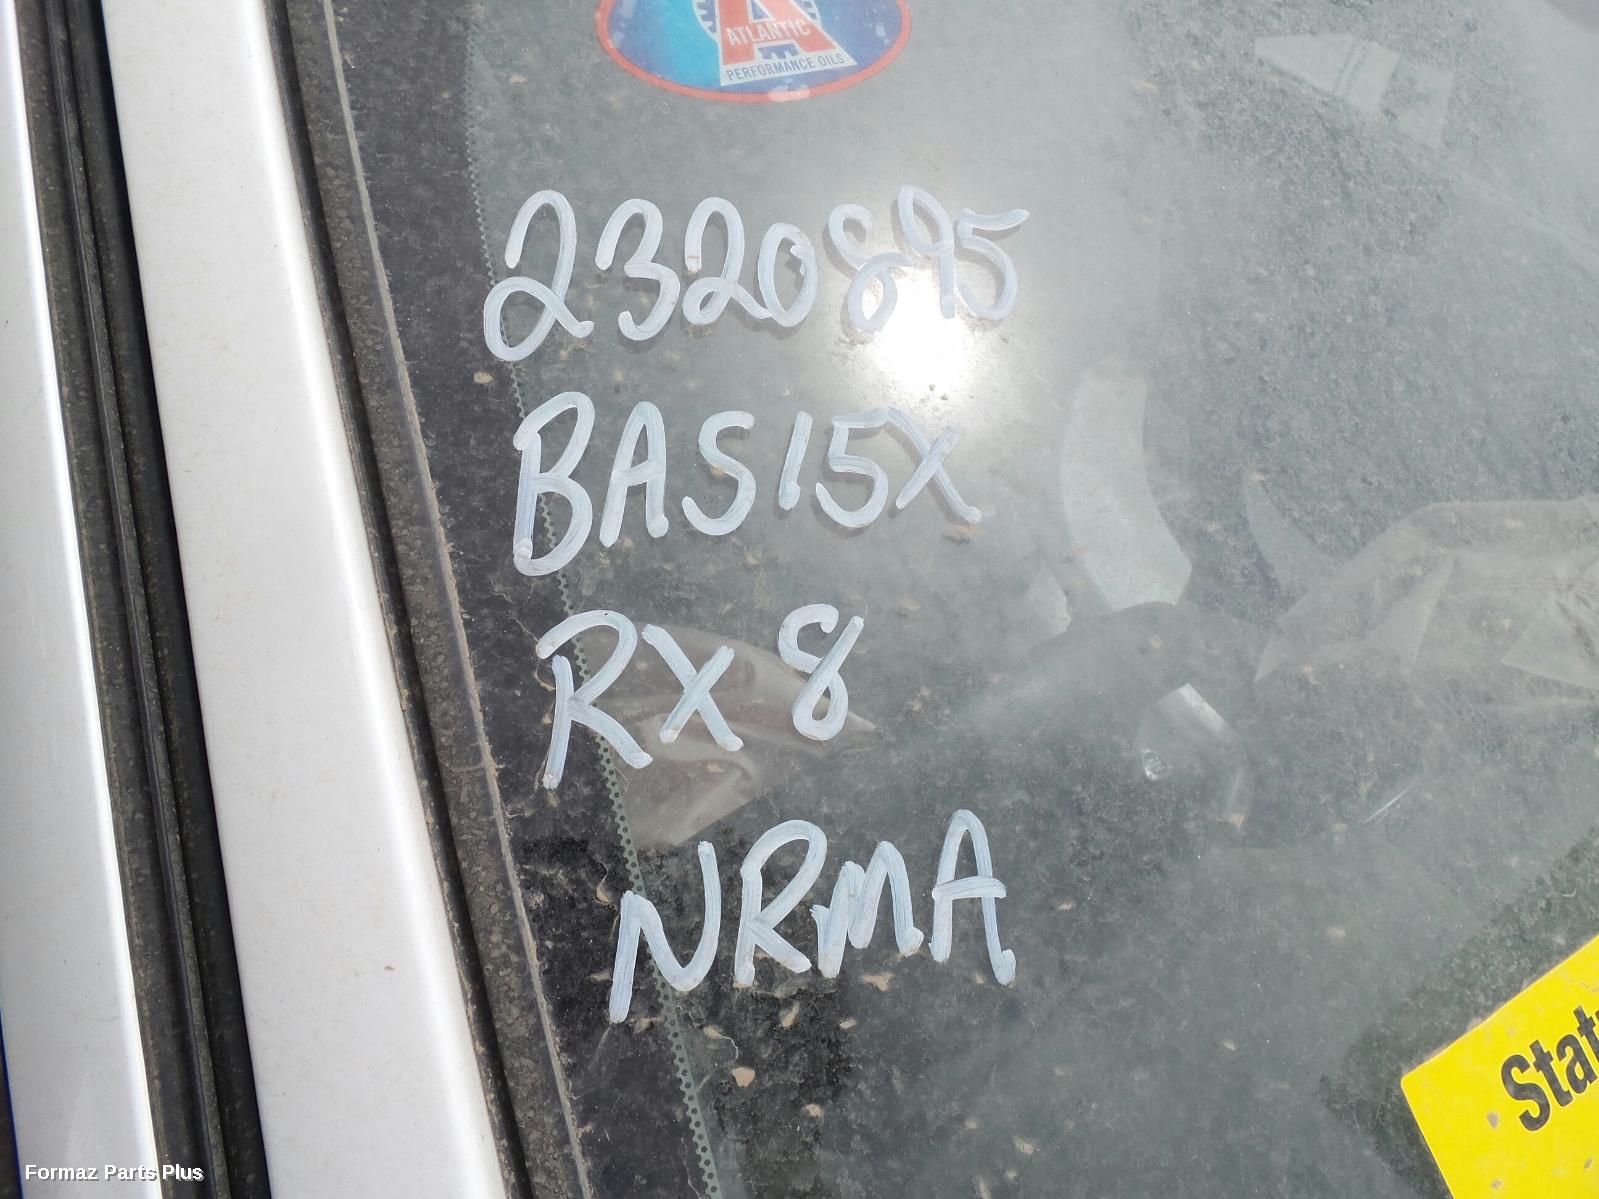 ATLANTIC
PERFORMANCE OILS
2320895
BAS15X
RX8
NRMA
Stat
Formaz Parts Plus